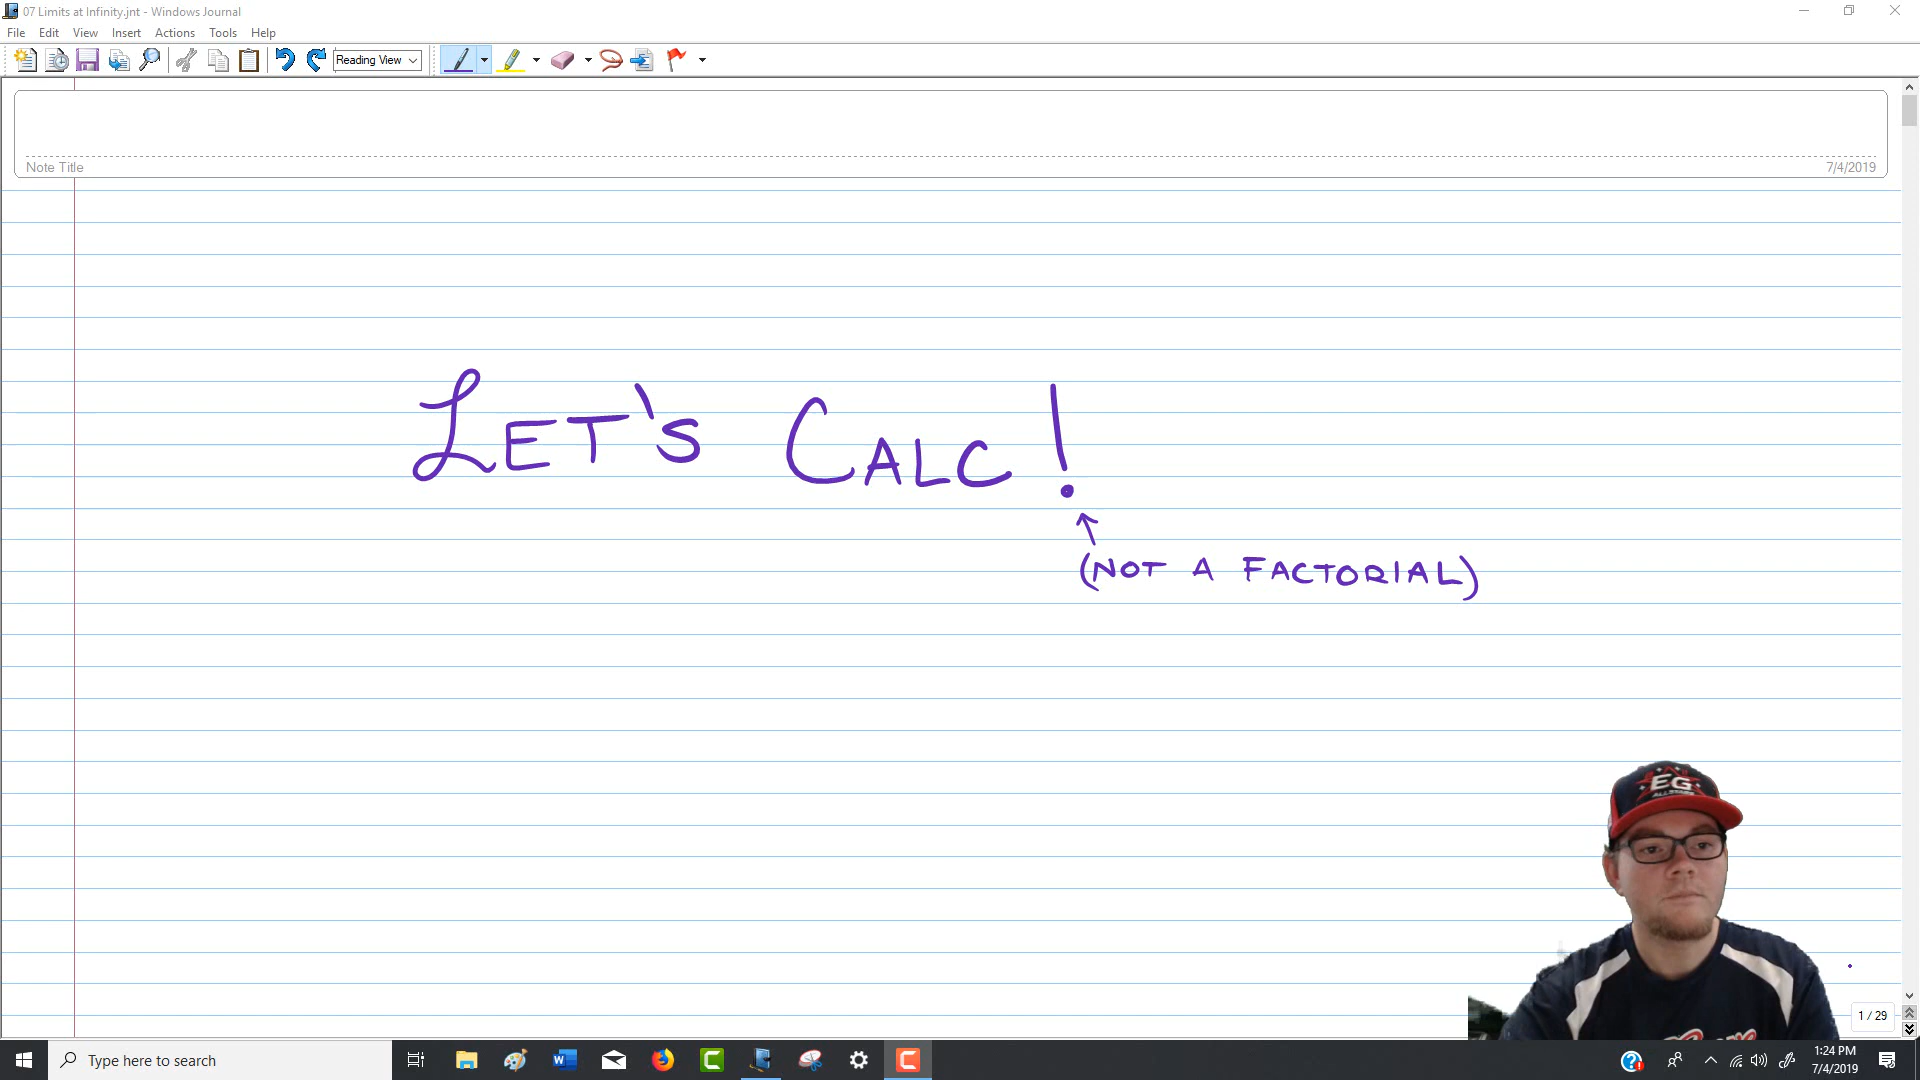 07 Limits at Infinity.jnt - Windows Journal
File Edit View Insert Actions Tools Help
Reading View
Note Title 7/4/2019
LET'S CALC!
(NOT A FACTORIAL)
EG
1 / 29
Type here to search
1:24 PM
7/4/2019